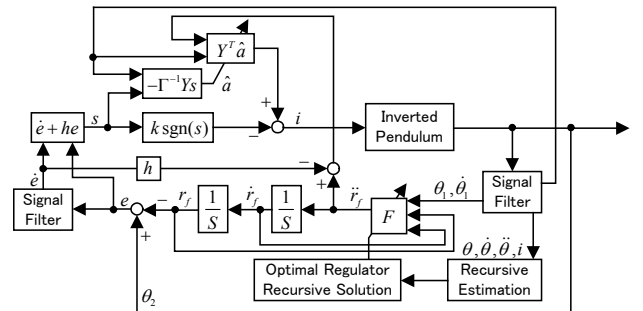 Y^T â
−Γ^{-1}Ys
â
+
ė + he
s
k sgn(s)
−
i
Inverted
Pendulum
h
−
+
ė
Signal
Filter
e
−
+
r_f
1/S
ṙ_f
1/S
r̈_f
F
θ_1, θ̇_1
Signal
Filter
θ, θ̇, θ̈, i
Optimal Regulator
Recursive Solution
Recursive
Estimation
θ_2